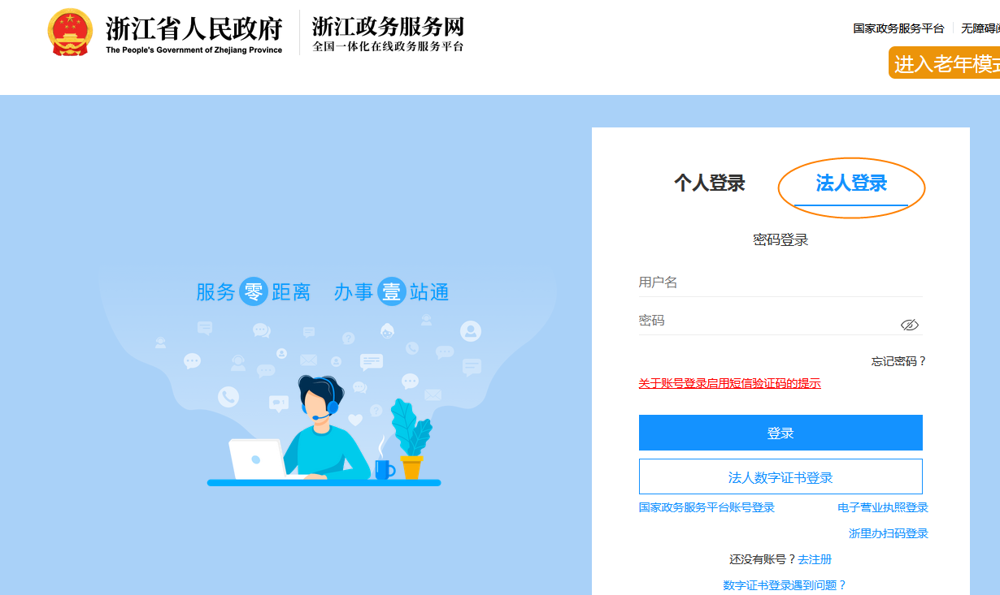 浙江省人民政府
The People's Government of Zhejiang Province
浙江政务服务网
全国一体化在线政务服务平台
国家政务服务平台
无障碍
进入老年模式
个人登录
法人登录
密码登录
用户名
密码
忘记密码？
关于账号登录启用短信验证码的提示
登录
法人数字证书登录
国家政务服务平台账号登录
电子营业执照登录
浙里办扫码登录
还没有账号？去注册
数字证书登录遇到问题？
服务零距离 办事壹站通